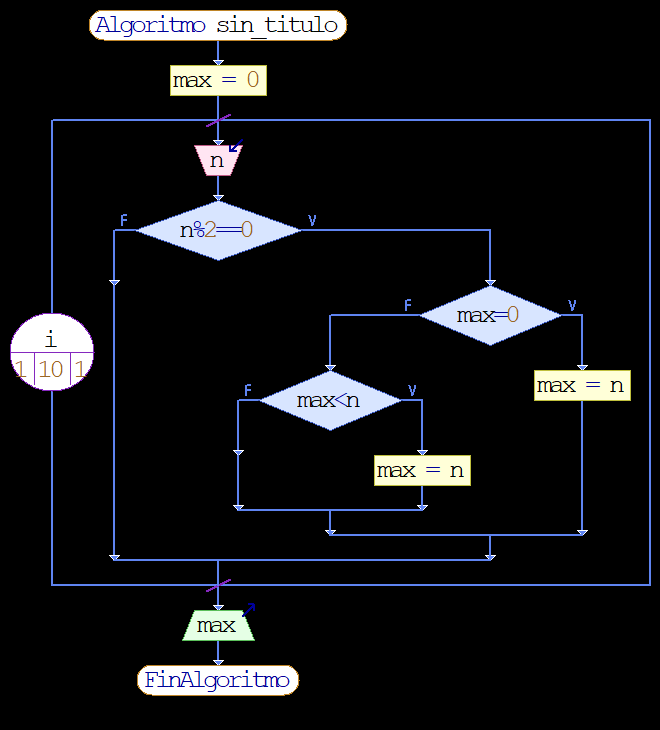 Algoritmo sin_titulo
max = 0
n
F
n%2==0
V
F
max=0
V
i
1 10 1
max = n
F
max<n
V
max = n
max
FinAlgoritmo